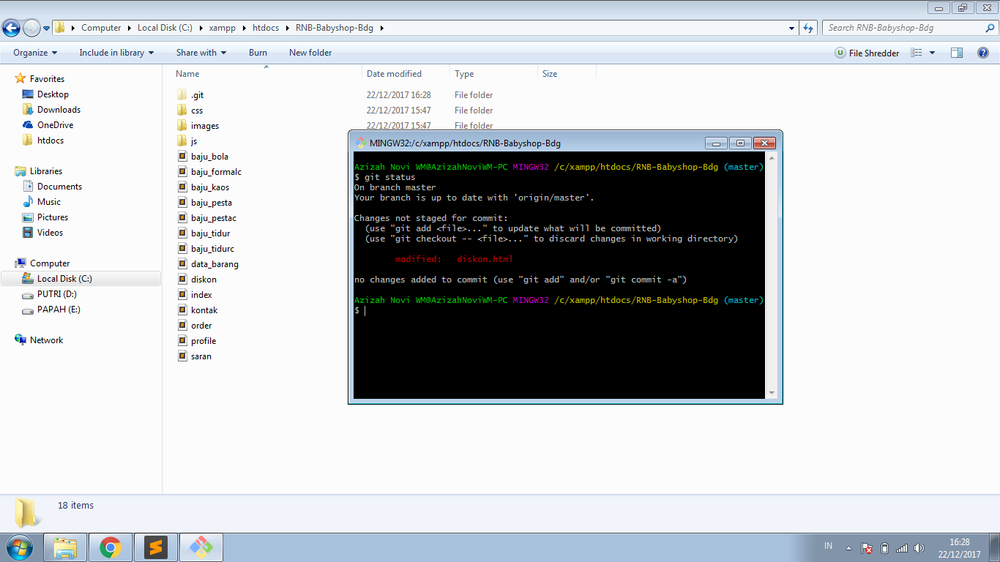 Computer Local Disk (C:) xampp htdocs RNB-Babyshop-Bdg
Search RNB-Babyshop-Bdg
Organize Include in library Share with Burn New folder File Shredder
Favorites
Desktop
Downloads
OneDrive
htdocs
Libraries
Documents
Music
Pictures
Videos
Computer
Local Disk (C:)
PUTRI (D:)
PAPAH (E:)
Network
Name Date modified Type Size
.git 22/12/2017 16:28 File folder
css 22/12/2017 15:47 File folder
images 22/12/2017 15:47 File folder
js
baju_bola
baju_formalc
baju_kaos
baju_pesta
baju_pestac
baju_tidur
baju_tidurc
data_barang
diskon
index
kontak
order
profile
saran
MINGW32:/c/xampp/htdocs/RNB-Babyshop-Bdg
Azizah Novi WM@AzizahNoviWM-PC MINGW32 /c/xampp/htdocs/RNB-Babyshop-Bdg (master)
$ git status
On branch master
Your branch is up to date with 'origin/master'.
Changes not staged for commit:
(use "git add <file>..." to update what will be committed)
(use "git checkout -- <file>..." to discard changes in working directory)
modified: diskon.html
no changes added to commit (use "git add" and/or "git commit -a")
Azizah Novi WM@AzizahNoviWM-PC MINGW32 /c/xampp/htdocs/RNB-Babyshop-Bdg (master)
$
18 items
IN
16:28
22/12/2017